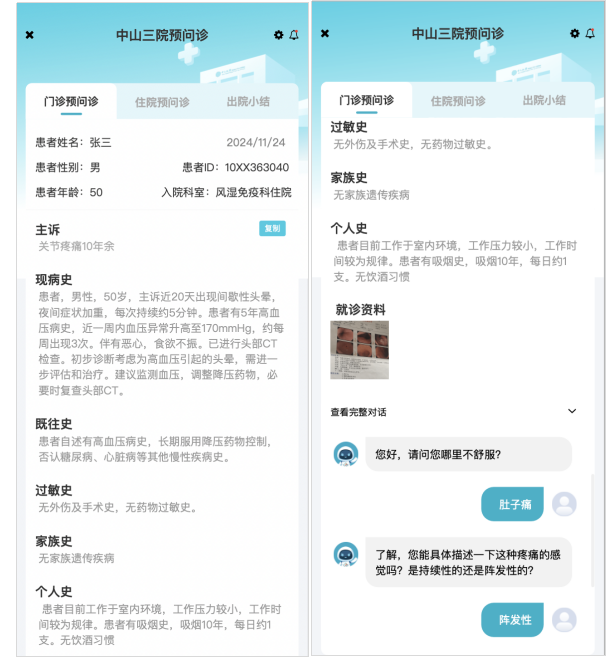 中山三院预问诊
门诊预问诊 住院预问诊 出院小结
患者姓名：张三 2024/11/24
患者性别：男 患者ID：10XX363040
患者年龄：50 入院科室：风湿免疫科住院
主诉 复制
关节疼痛10年余
现病史
患者，男性，50岁，主诉近20天出现间歇性头晕，
夜间症状加重，每次持续约5分钟。患者有5年高血
压病史，近一周内血压异常升高至170mmHg，约每
周出现3次。伴有恶心，食欲不振。已进行头部CT
检查。初步诊断考虑为高血压引起的头晕，需进一
步评估和治疗。建议监测血压，调整降压药物，必
要时复查头部CT。
既往史
患者自述有高血压病史，长期服用降压药物控制，
否认糖尿病、心脏病等其他慢性疾病史。
过敏史
无外伤及手术史，无药物过敏史。
家族史
无家族遗传疾病
个人史
患者目前工作于室内环境，工作压力较小，工作时
间较为规律。患者有吸烟史，吸烟10年，每日约1
支。无饮酒习惯
中山三院预问诊
门诊预问诊 住院预问诊 出院小结
过敏史
无外伤及手术史，无药物过敏史。
家族史
无家族遗传疾病
个人史
患者目前工作于室内环境，工作压力较小，工作时
间较为规律。患者有吸烟史，吸烟10年，每日约1
支。无饮酒习惯
就诊资料
查看完整对话
您好，请问您哪里不舒服？
肚子痛
了解，您能具体描述一下这种疼痛的感
觉吗？是持续性的还是阵发性的？
阵发性